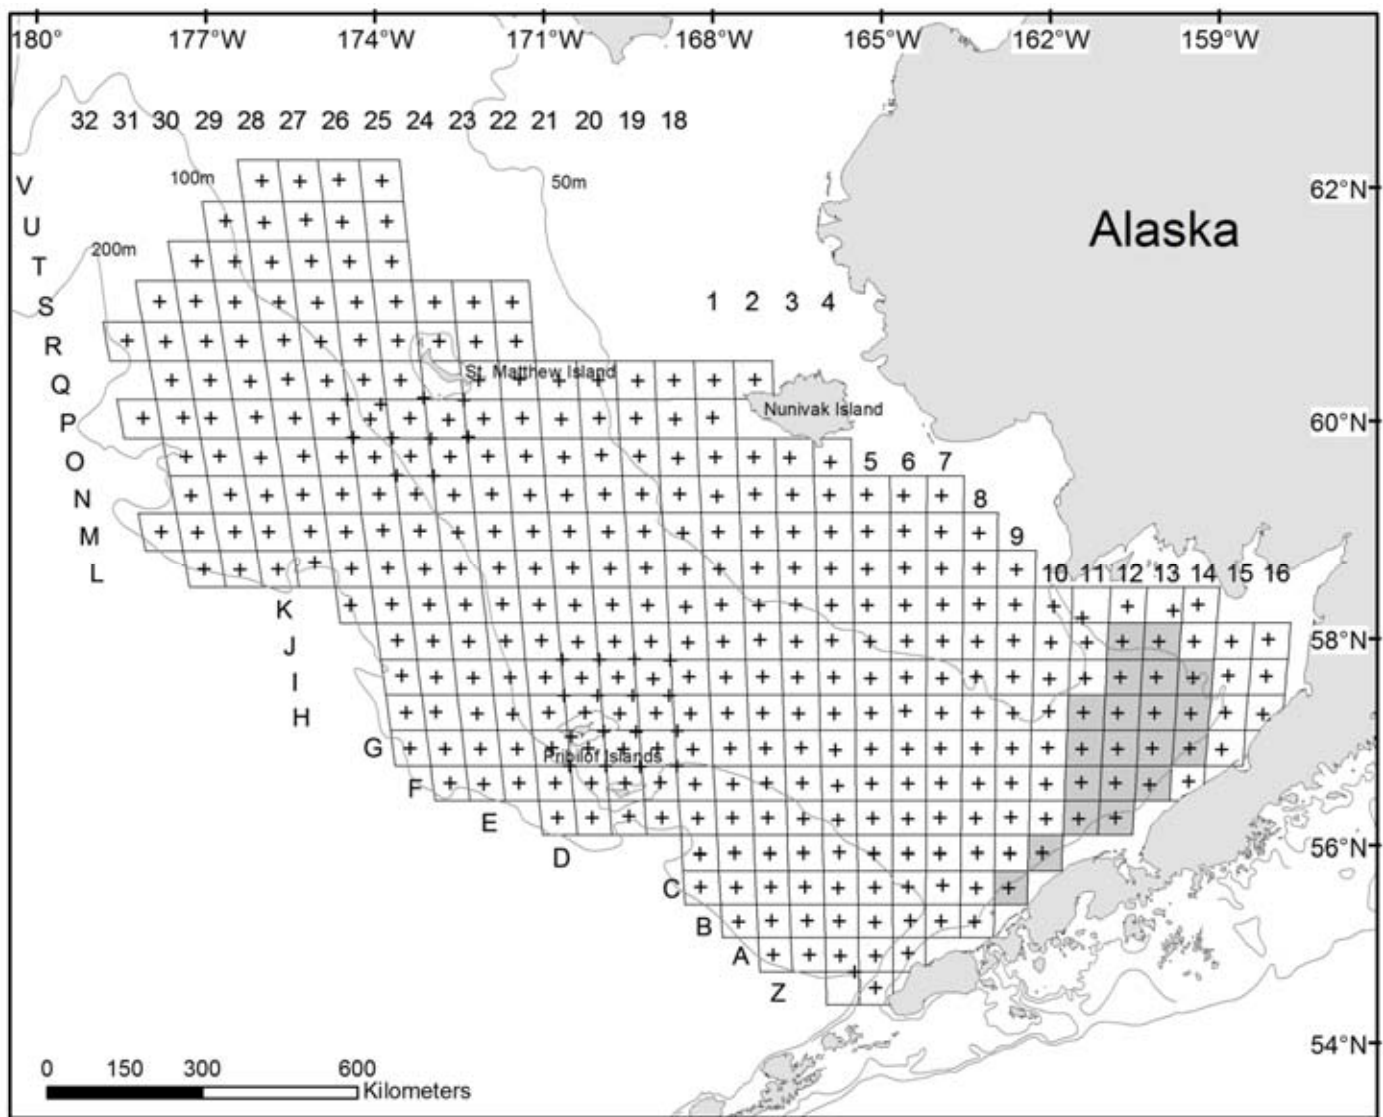 180° 177°W 174°W 171°W 168°W 165°W 162°W 159°W
32 31 30 29 28 27 26 25 24 23 22 21 20 19 18
V
100m
50m
62°N
U
Alaska
200m
T
S
1 2 3 4
R
St. Matthew Island
Q
Nunivak Island
P
60°N
O
5 6 7
N
8
M
9
L
10 11 12 13 14 15 16
K
J
58°N
I
H
G
Pribilof Islands
F
E
D
56°N
C
B
A
Z
54°N
0 150 300 600
Kilometers